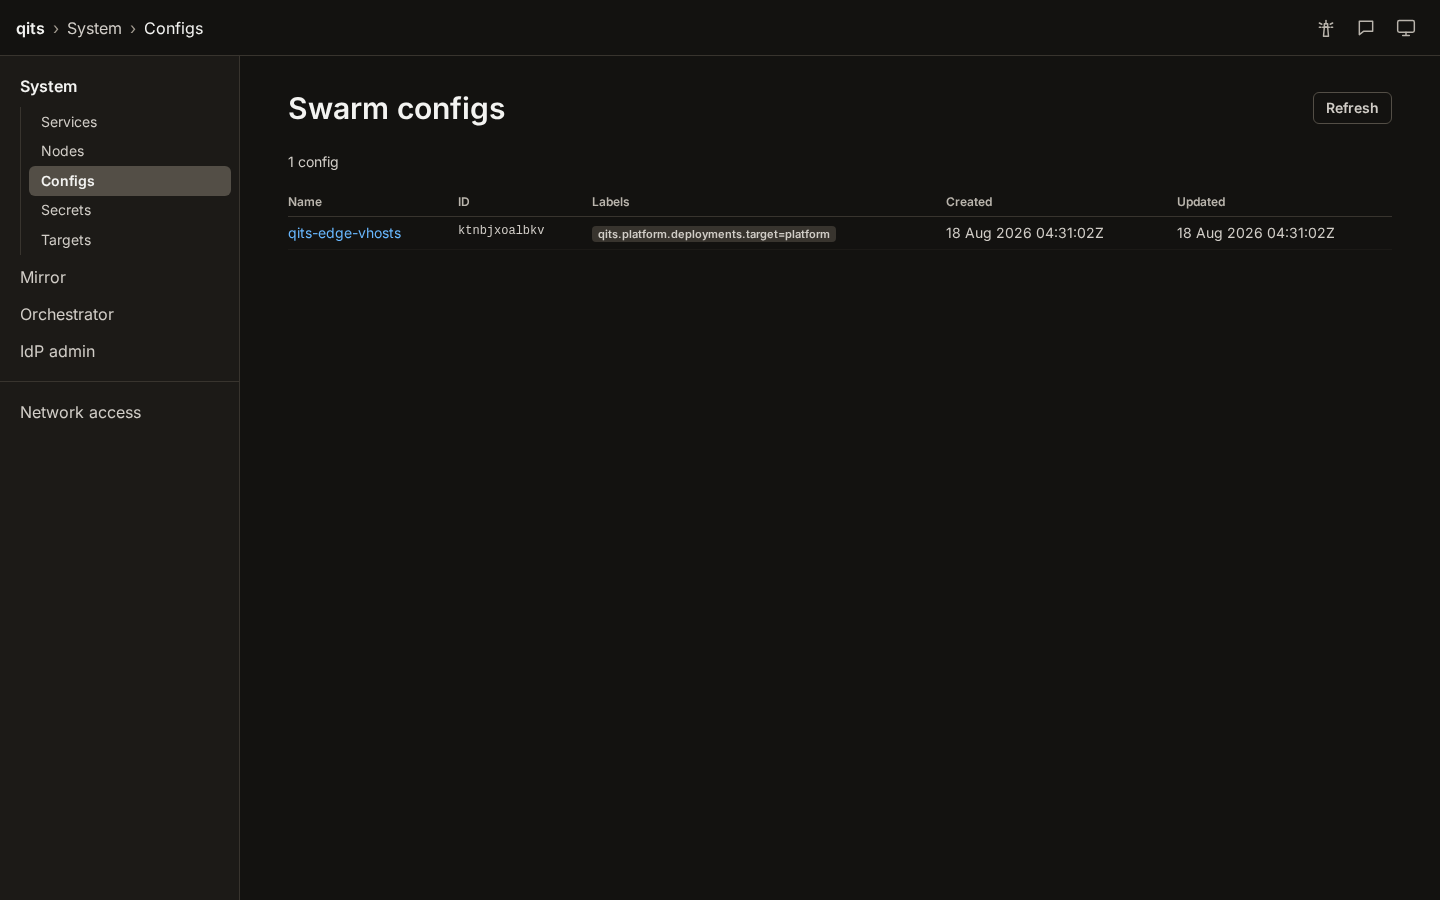 qits › System › Configs
System
Services
Nodes
Configs
Secrets
Targets
Mirror
Orchestrator
IdP admin
Network access
Swarm configs
Refresh
1 config
Name ID Labels Created Updated
qits-edge-vhosts ktnbjxoalbkv qits.platform.deployments.target=platform 18 Aug 2026 04:31:02Z 18 Aug 2026 04:31:02Z